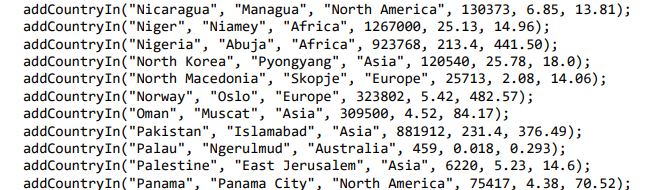 addCountryIn("Nicaragua", "Managua", "North America", 130373, 6.85, 13.81);
addCountryIn("Niger", "Niamey", "Africa", 1267000, 25.13, 14.96);
addCountryIn("Nigeria", "Abuja", "Africa", 923768, 213.4, 441.50);
addCountryIn("North Korea", "Pyongyang", "Asia", 120540, 25.78, 18.0);
addCountryIn("North Macedonia", "Skopje", "Europe", 25713, 2.08, 14.06);
addCountryIn("Norway", "Oslo", "Europe", 323802, 5.42, 482.57);
addCountryIn("Oman", "Muscat", "Asia", 309500, 4.52, 84.17);
addCountryIn("Pakistan", "Islamabad", "Asia", 881912, 231.4, 376.49);
addCountryIn("Palau", "Ngerulmud", "Australia", 459, 0.018, 0.293);
addCountryIn("Palestine", "East Jerusalem", "Asia", 6220, 5.23, 14.6);
addCountryIn("Panama", "Panama City", "North America", 75417, 4.38, 70.52);